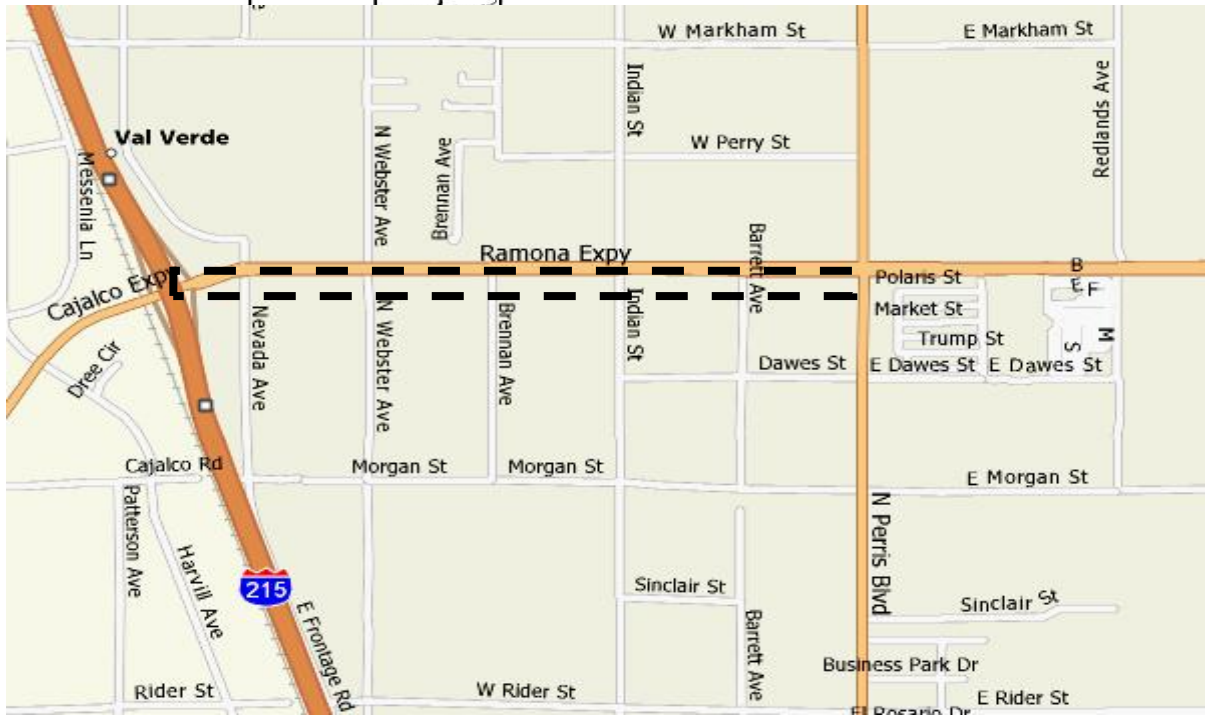 W Markham St
E Markham St
Indian St
Redlands Ave
Val Verde
N Webster Ave
Brennan Ave
W Perry St
Messenia Ln
Ramona Expy
Barrett Ave
Cajalco Expy
Polaris St
B
E F
Market St
Nevada Ave
N Webster Ave
Brennan Ave
Indian St
Trump St
M
S
Dree Cir
Dawes St
E Dawes St
E Dawes St
Cajalco Rd
Morgan St
Morgan St
E Morgan St
Patterson Ave
Harvill Ave
N Perris Blvd
215
Sinclair St
Sinclair St
E Frontage Rd
Barrett Ave
Business Park Dr
Rider St
W Rider St
E Rider St
El Rosario Dr